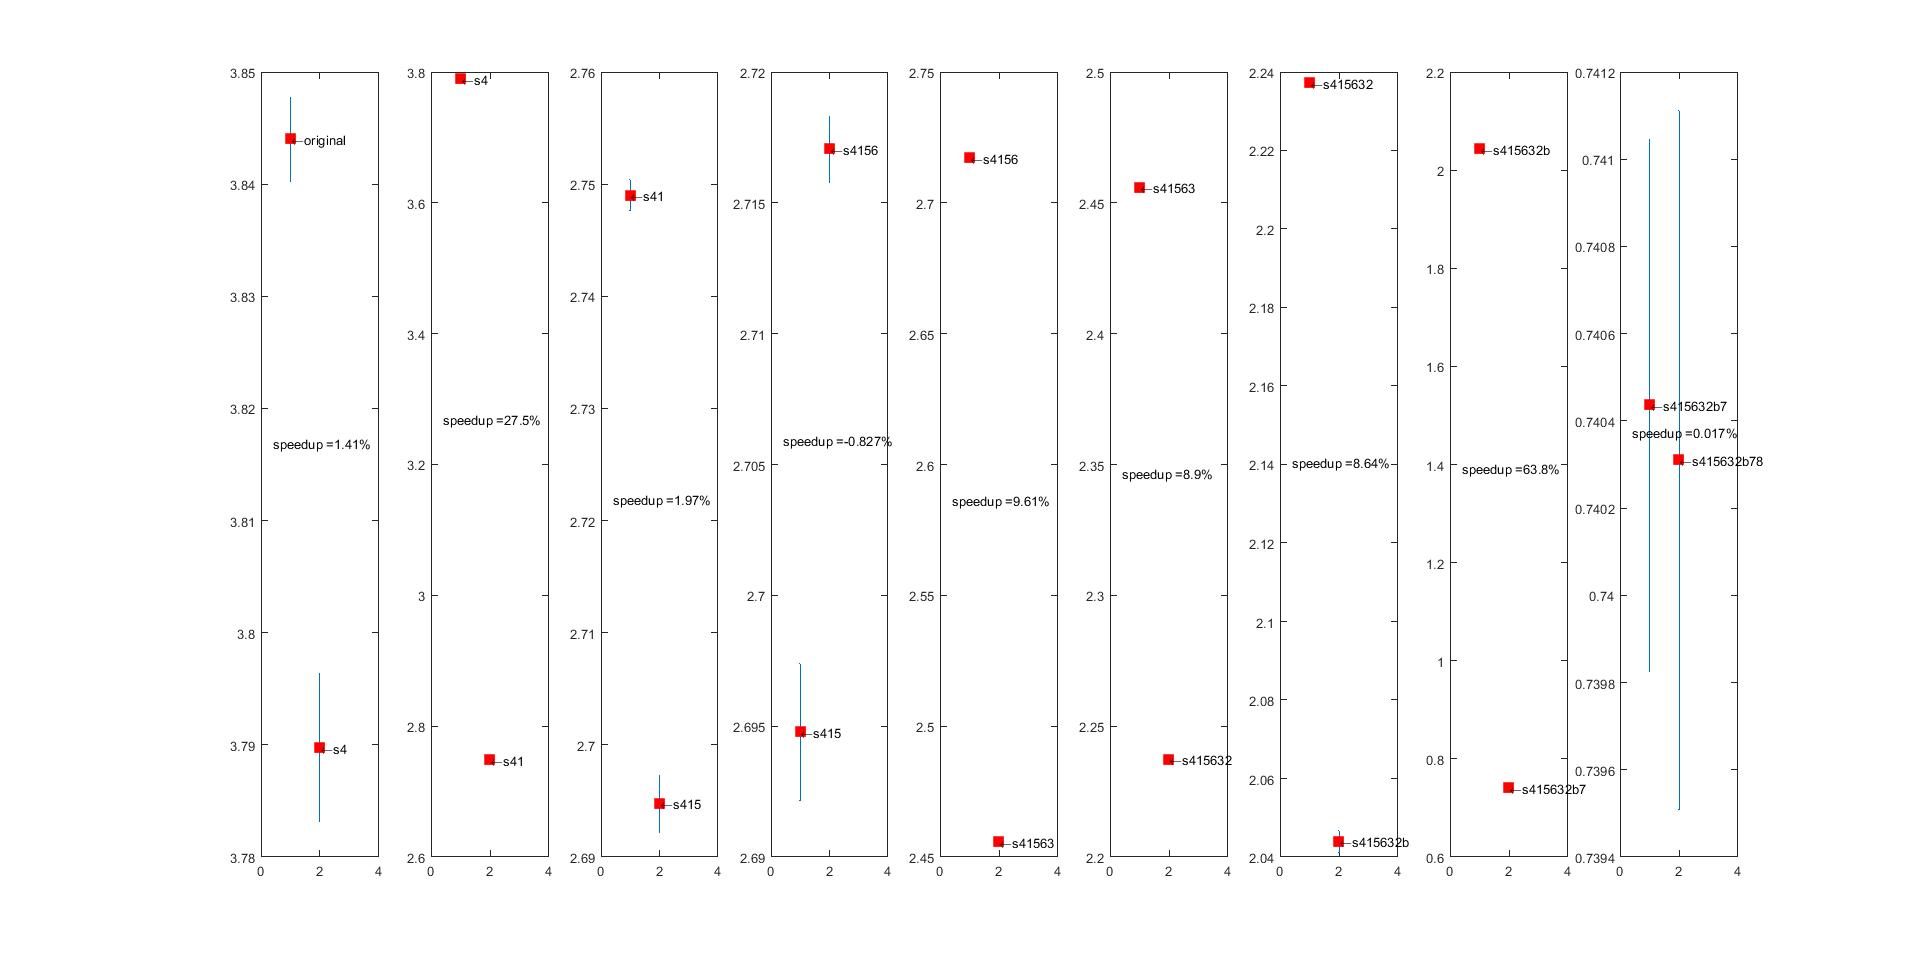 3.85
3.84
3.83
3.82
3.81
3.8
3.79
3.78
0 2 4
original
speedup =1.41%
s4
3.8
3.6
3.4
3.2
3
2.8
2.6
0 2 4
s4
speedup =27.5%
s41
2.76
2.75
2.74
2.73
2.72
2.71
2.7
2.69
0 2 4
s41
speedup =1.97%
s415
2.72
2.715
2.71
2.705
2.7
2.695
2.69
0 2 4
s4156
speedup =-0.827%
s415
2.75
2.7
2.65
2.6
2.55
2.5
2.45
0 2 4
s4156
speedup =9.61%
s41563
2.5
2.45
2.4
2.35
2.3
2.25
2.2
0 2 4
s41563
speedup =8.9%
s415632
2.24
2.22
2.2
2.18
2.16
2.14
2.12
2.1
2.08
2.06
2.04
0 2 4
s415632
speedup =8.64%
s415632b
2.2
2
1.8
1.6
1.4
1.2
1
0.8
0.6
0 2 4
s415632b
speedup =63.8%
s415632b7
0.7412
0.741
0.7408
0.7406
0.7404
0.7402
0.74
0.7398
0.7396
0.7394
0 2 4
s415632b7
speedup =0.017%
s415632b78